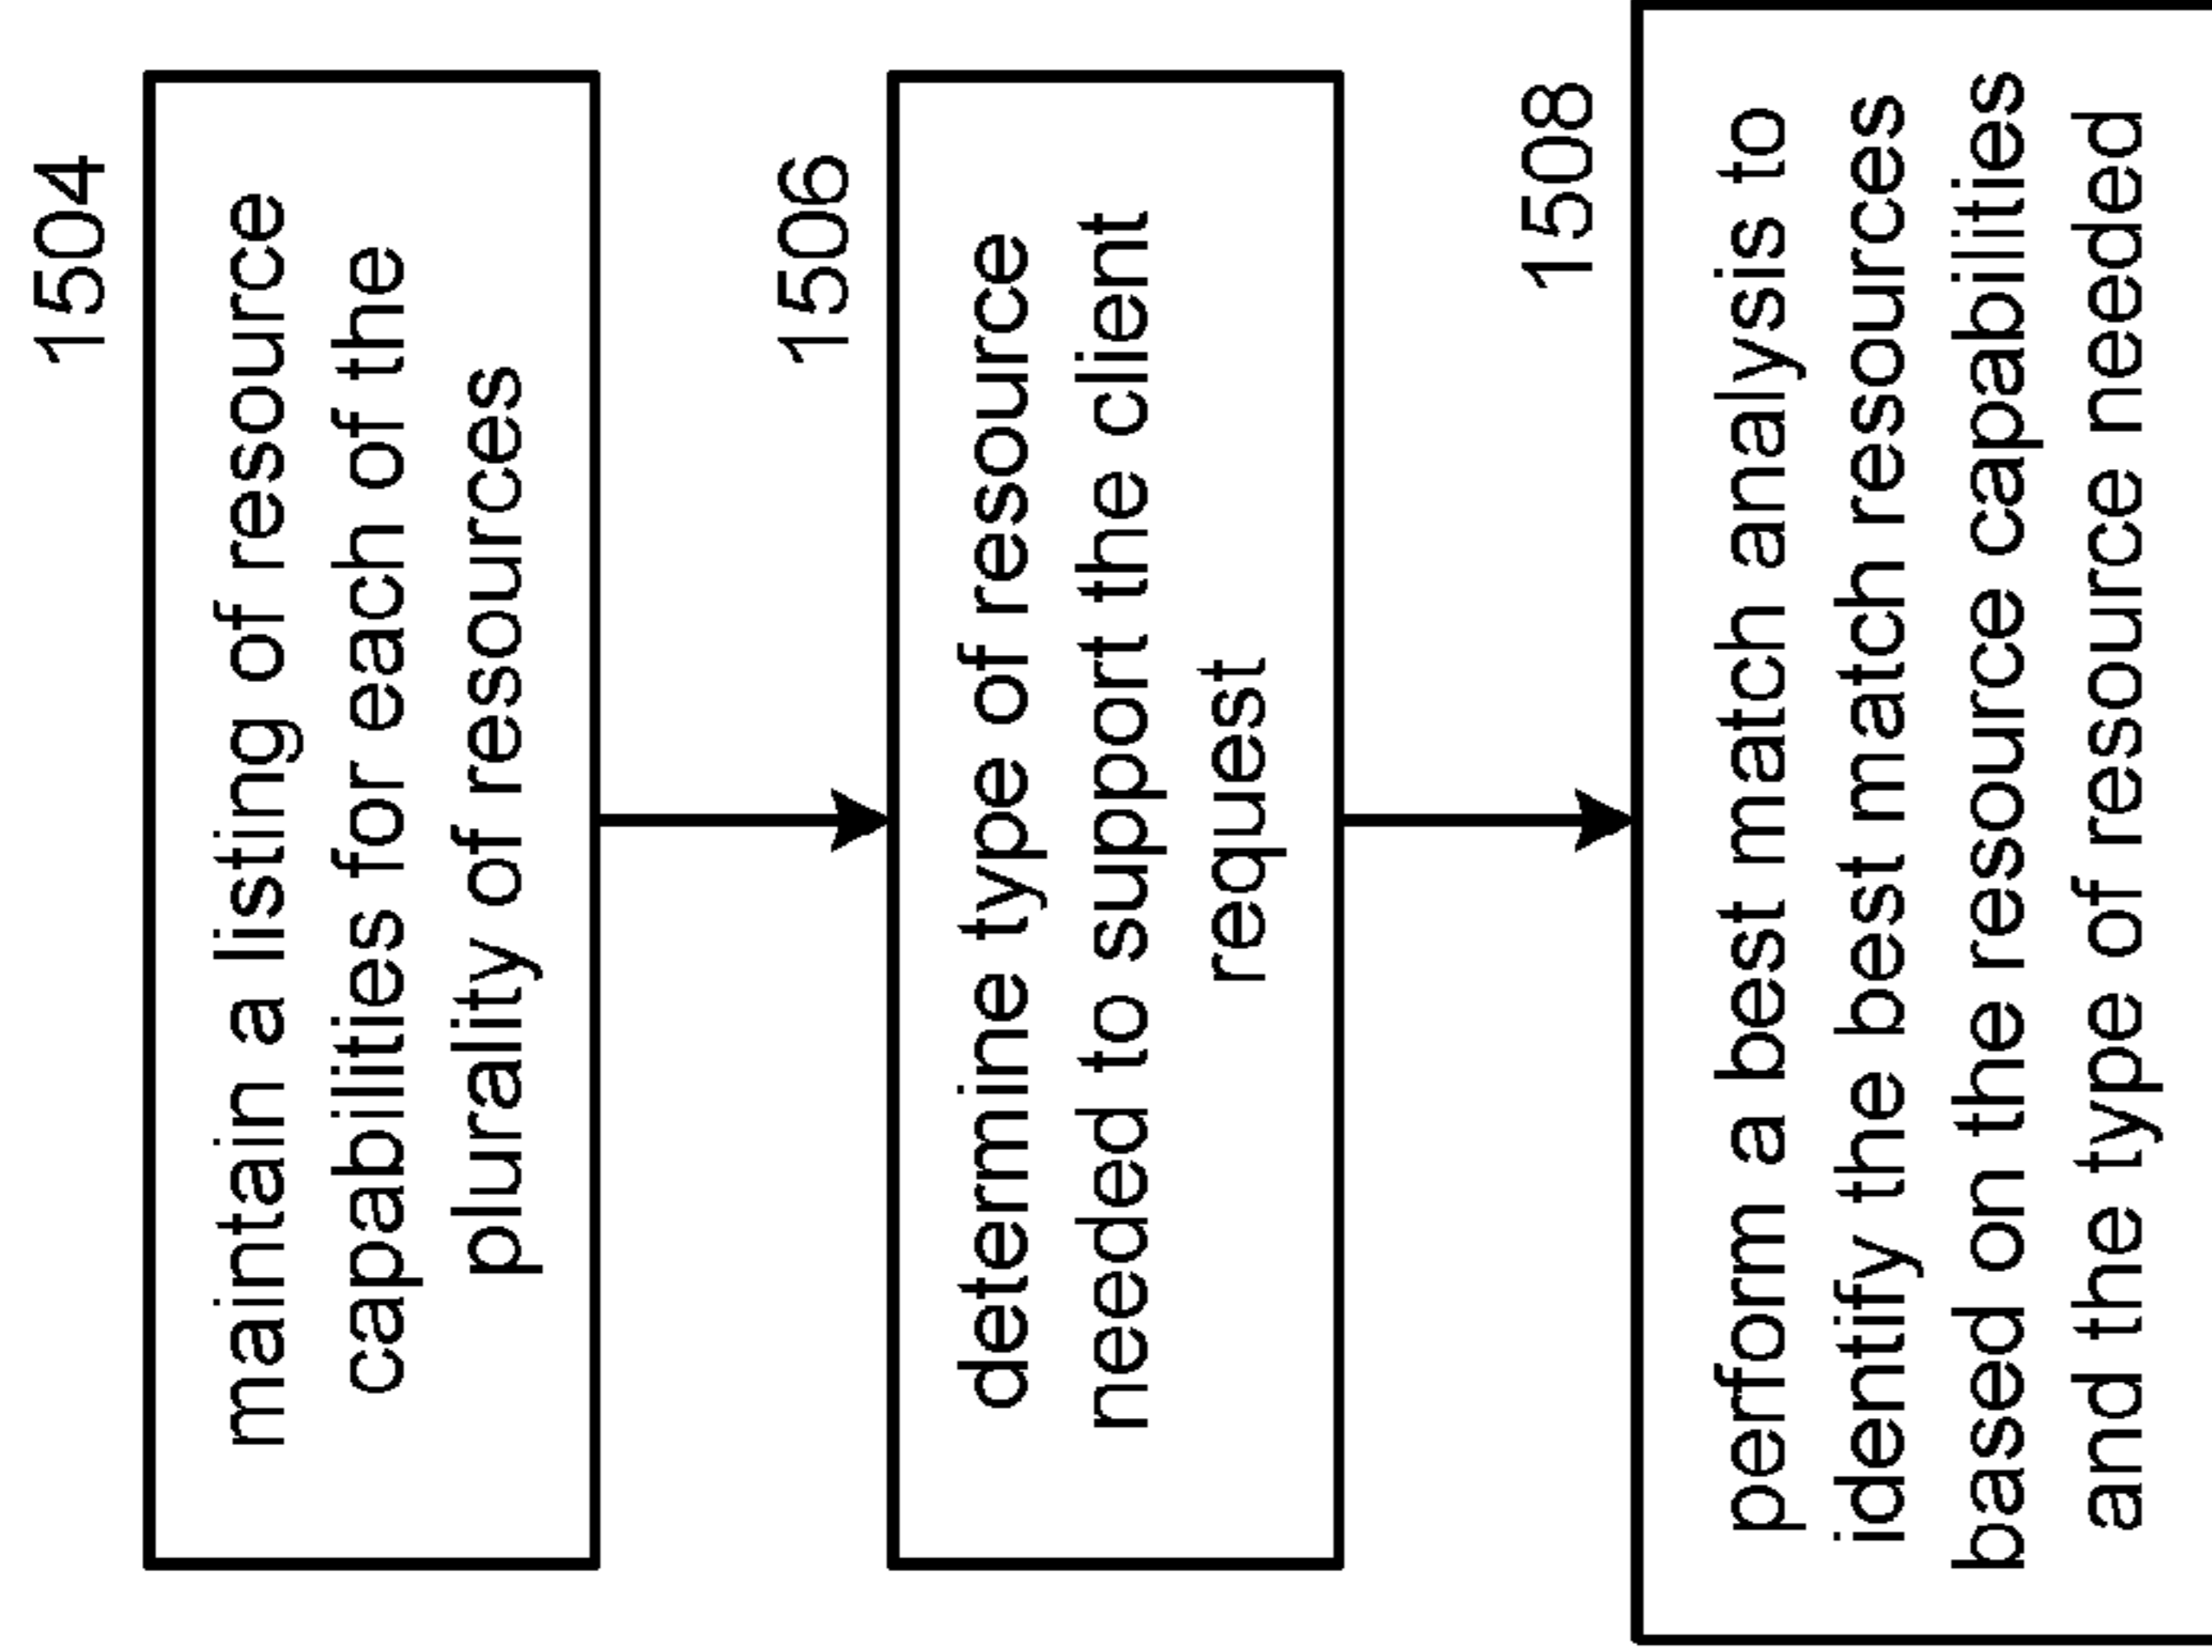 1504
maintain a listing of resource
capabilities for each of the
plurality of resources
1506
determine type of resource
needed to support the client
request
1508
perform a best match analysis to
identify the best match resources
based on the resource capabilities
and the type of resource needed